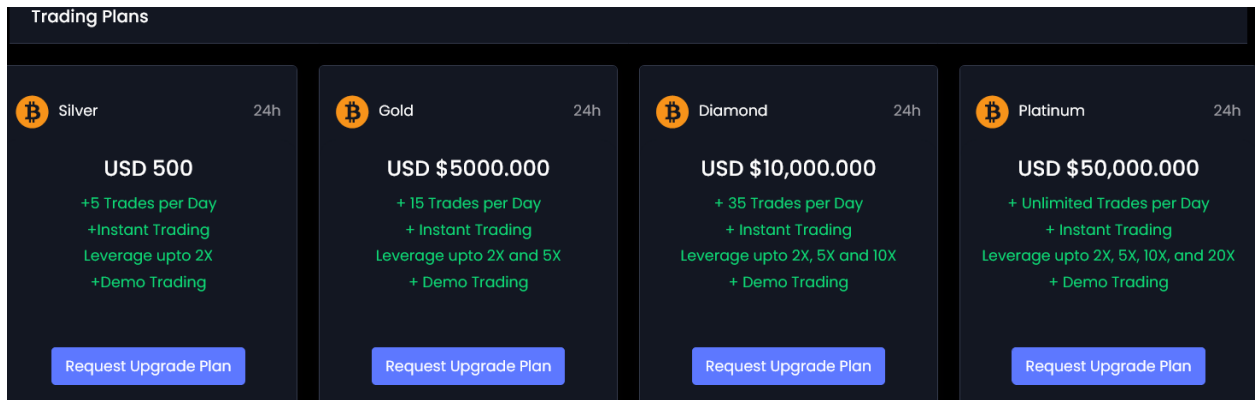 Trading Plans
Silver
24h
USD 500
+5 Trades per Day
+Instant Trading
Leverage upto 2X
+Demo Trading
Request Upgrade Plan
Gold
24h
USD $5000.000
+ 15 Trades per Day
+ Instant Trading
Leverage upto 2X and 5X
+ Demo Trading
Request Upgrade Plan
Diamond
24h
USD $10,000.000
+ 35 Trades per Day
+ Instant Trading
Leverage upto 2X, 5X and 10X
+ Demo Trading
Request Upgrade Plan
Platinum
24h
USD $50,000.000
+ Unlimited Trades per Day
+ Instant Trading
Leverage upto 2X, 5X, 10X, and 20X
+ Demo Trading
Request Upgrade Plan